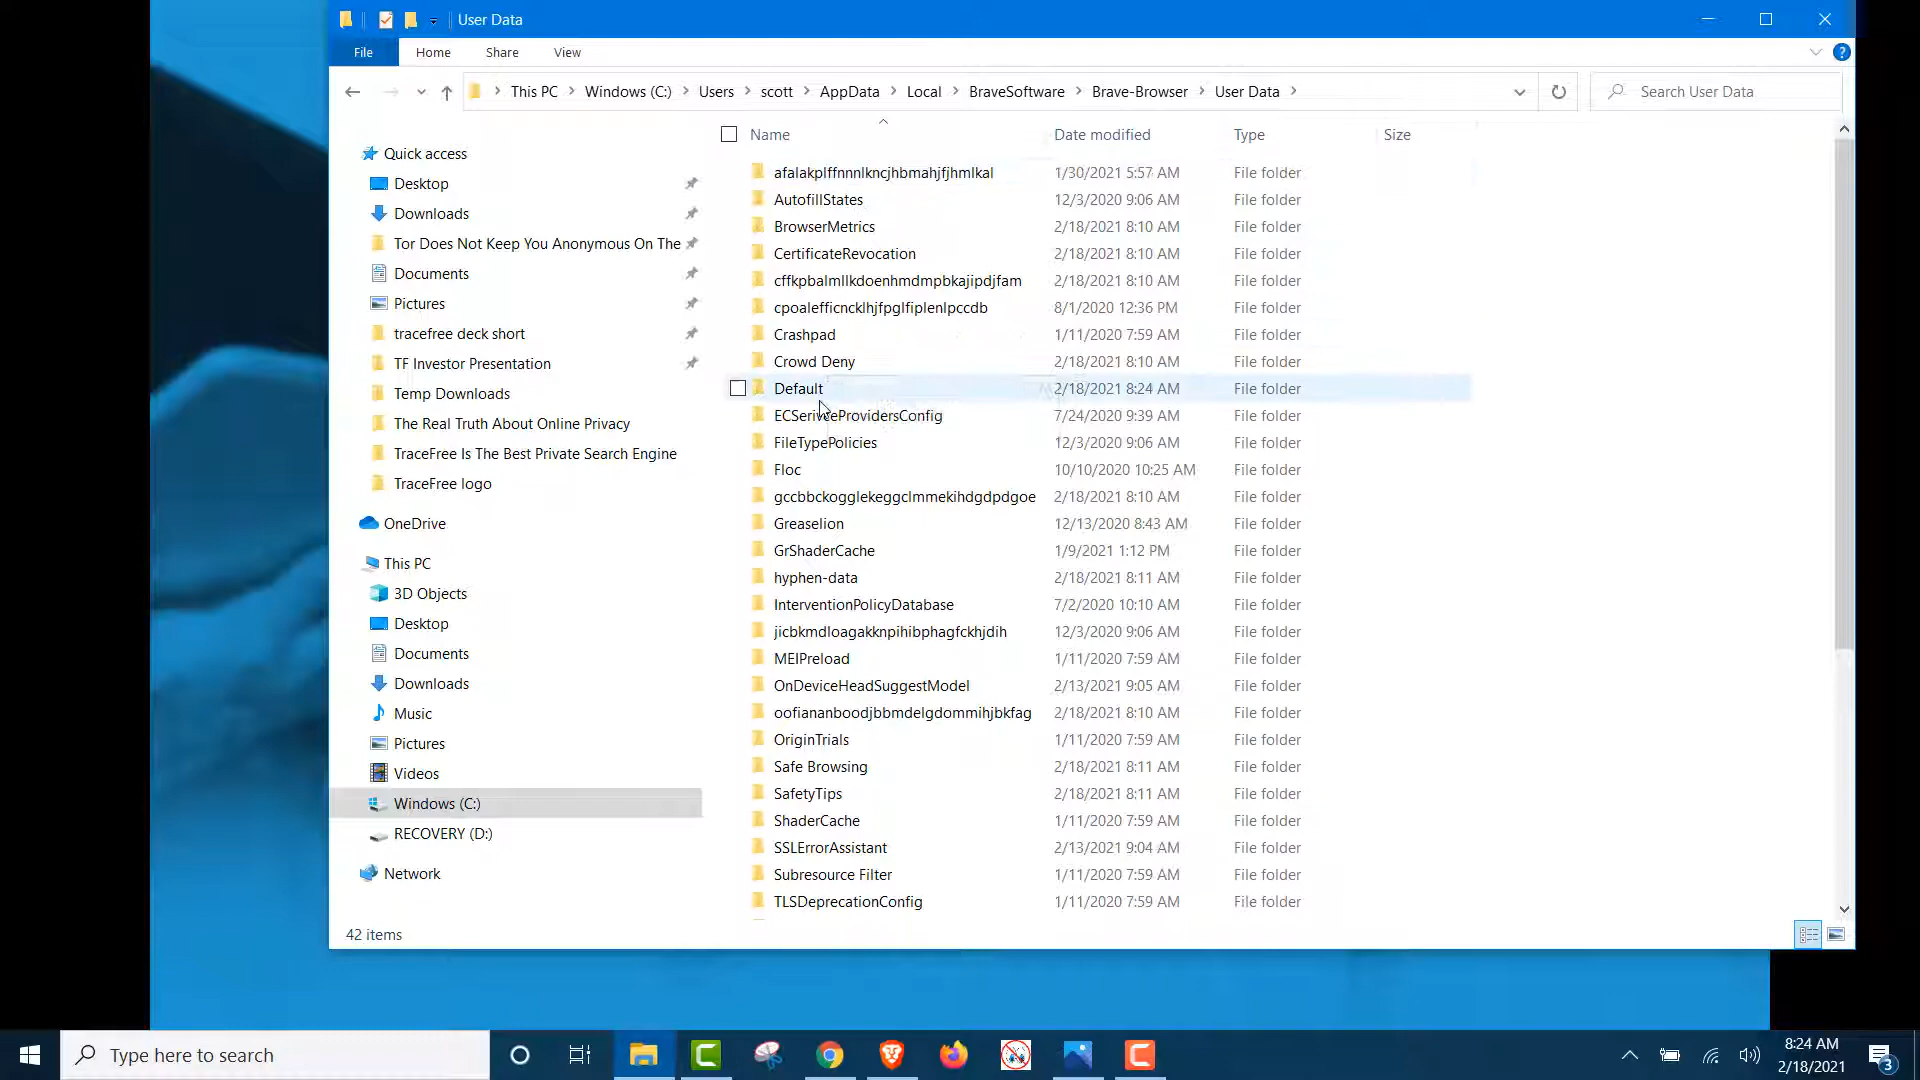 User Data
File Home Share View
This PC Windows (C:) Users scott AppData Local BraveSoftware Brave-Browser User Data Search User Data
Name Date modified Type Size
Quick access
Desktop
Downloads
Tor Does Not Keep You Anonymous On The
Documents
Pictures
tracefree deck short
TF Investor Presentation
Temp Downloads
The Real Truth About Online Privacy
TraceFree Is The Best Private Search Engine
TraceFree logo
OneDrive
This PC
3D Objects
Desktop
Documents
Downloads
Music
Pictures
Videos
Windows (C:)
RECOVERY (D:)
Network
afalakplffnnnlkncjhbmahjfjhmlkal 1/30/2021 5:57 AM File folder
AutofillStates 12/3/2020 9:06 AM File folder
BrowserMetrics 2/18/2021 8:10 AM File folder
CertificateRevocation 2/18/2021 8:10 AM File folder
cffkpbalmllkdoenhmdmpbkajipdjfam 2/18/2021 8:10 AM File folder
cpoalefficncklhjfpglfiplenlpccdb 8/1/2020 12:36 PM File folder
Crashpad 1/11/2020 7:59 AM File folder
Crowd Deny 2/18/2021 8:10 AM File folder
Default 2/18/2021 8:24 AM File folder
ECSeriveProvidersConfig 7/24/2020 9:39 AM File folder
FileTypePolicies 12/3/2020 9:06 AM File folder
Floc 10/10/2020 10:25 AM File folder
gccbbckogglekeggclmmekihdgdpdgoe 2/18/2021 8:10 AM File folder
Greaselion 12/13/2020 8:43 AM File folder
GrShaderCache 1/9/2021 1:12 PM File folder
hyphen-data 2/18/2021 8:11 AM File folder
InterventionPolicyDatabase 7/2/2020 10:10 AM File folder
jicbkmdloagakknpihibphagfckhjdih 12/3/2020 9:06 AM File folder
MEIPreload 1/11/2020 7:59 AM File folder
OnDeviceHeadSuggestModel 2/13/2021 9:05 AM File folder
oofiananboodjbbmdelgdommihjbkfag 2/18/2021 8:10 AM File folder
OriginTrials 1/11/2020 7:59 AM File folder
Safe Browsing 2/18/2021 8:11 AM File folder
SafetyTips 2/18/2021 8:11 AM File folder
ShaderCache 1/11/2020 7:59 AM File folder
SSLErrorAssistant 2/13/2021 9:04 AM File folder
Subresource Filter 1/11/2020 7:59 AM File folder
TLSDeprecationConfig 1/11/2020 7:59 AM File folder
42 items
Type here to search
8:24 AM
2/18/2021
3